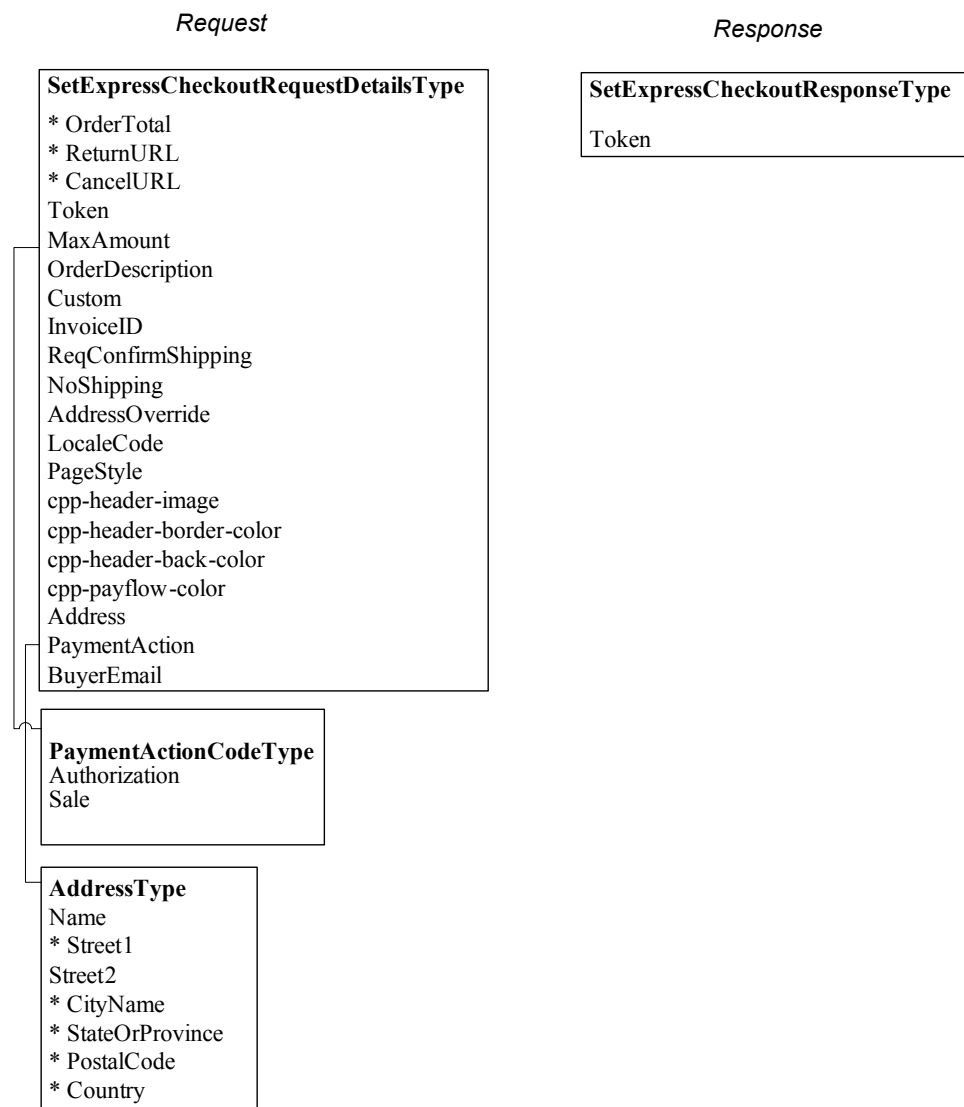 Request
Response
SetExpressCheckoutRequestDetailsType
* OrderTotal
* ReturnURL
* CancelURL
Token
MaxAmount
OrderDescription
Custom
InvoiceID
ReqConfirmShipping
NoShipping
AddressOverride
LocaleCode
PageStyle
cpp-header-image
cpp-header-border-color
cpp-header-back-color
cpp-payflow-color
Address
PaymentAction
BuyerEmail
SetExpressCheckoutResponseType
Token
PaymentActionCodeType
Authorization
Sale
AddressType
Name
* Street1
Street2
* CityName
* StateOrProvince
* PostalCode
* Country